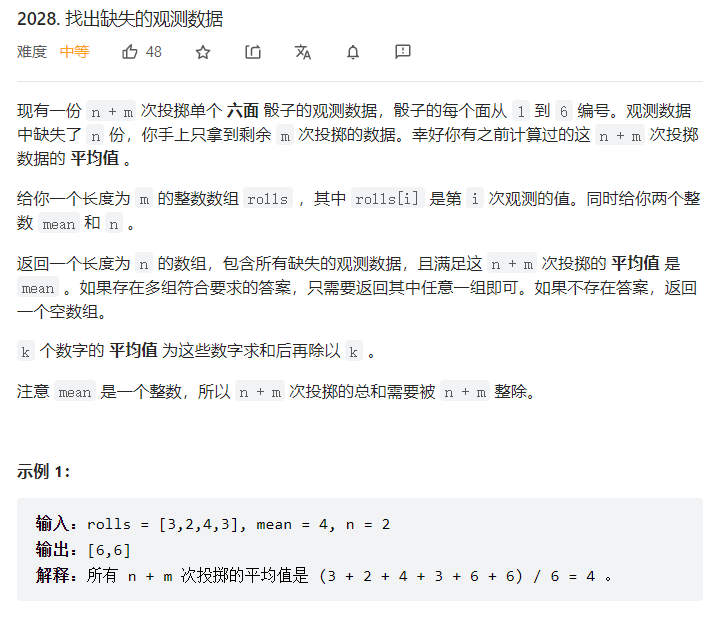 2028. 找出缺失的观测数据
难度 中等 48
现有一份 n + m 次投掷单个 六面 骰子的观测数据，骰子的每个面从 1 到 6 编号。观测数据
中缺失了 n 份，你手上只拿到剩余 m 次投掷的数据。幸好你有之前计算过的这 n + m 次投掷
数据的 平均值 。
给你一个长度为 m 的整数数组 rolls ，其中 rolls[i] 是第 i 次观测的值。同时给你两个整
数 mean 和 n 。
返回一个长度为 n 的数组，包含所有缺失的观测数据，且满足这 n + m 次投掷的 平均值 是
mean 。如果存在多组符合要求的答案，只需要返回其中任意一组即可。如果不存在答案，返回
一个空数组。
k 个数字的 平均值 为这些数字求和后再除以 k 。
注意 mean 是一个整数，所以 n + m 次投掷的总和需要被 n + m 整除。
示例 1：
输入：rolls = [3,2,4,3], mean = 4, n = 2
输出：[6,6]
解释：所有 n + m 次投掷的平均值是 (3 + 2 + 4 + 3 + 6 + 6) / 6 = 4 。